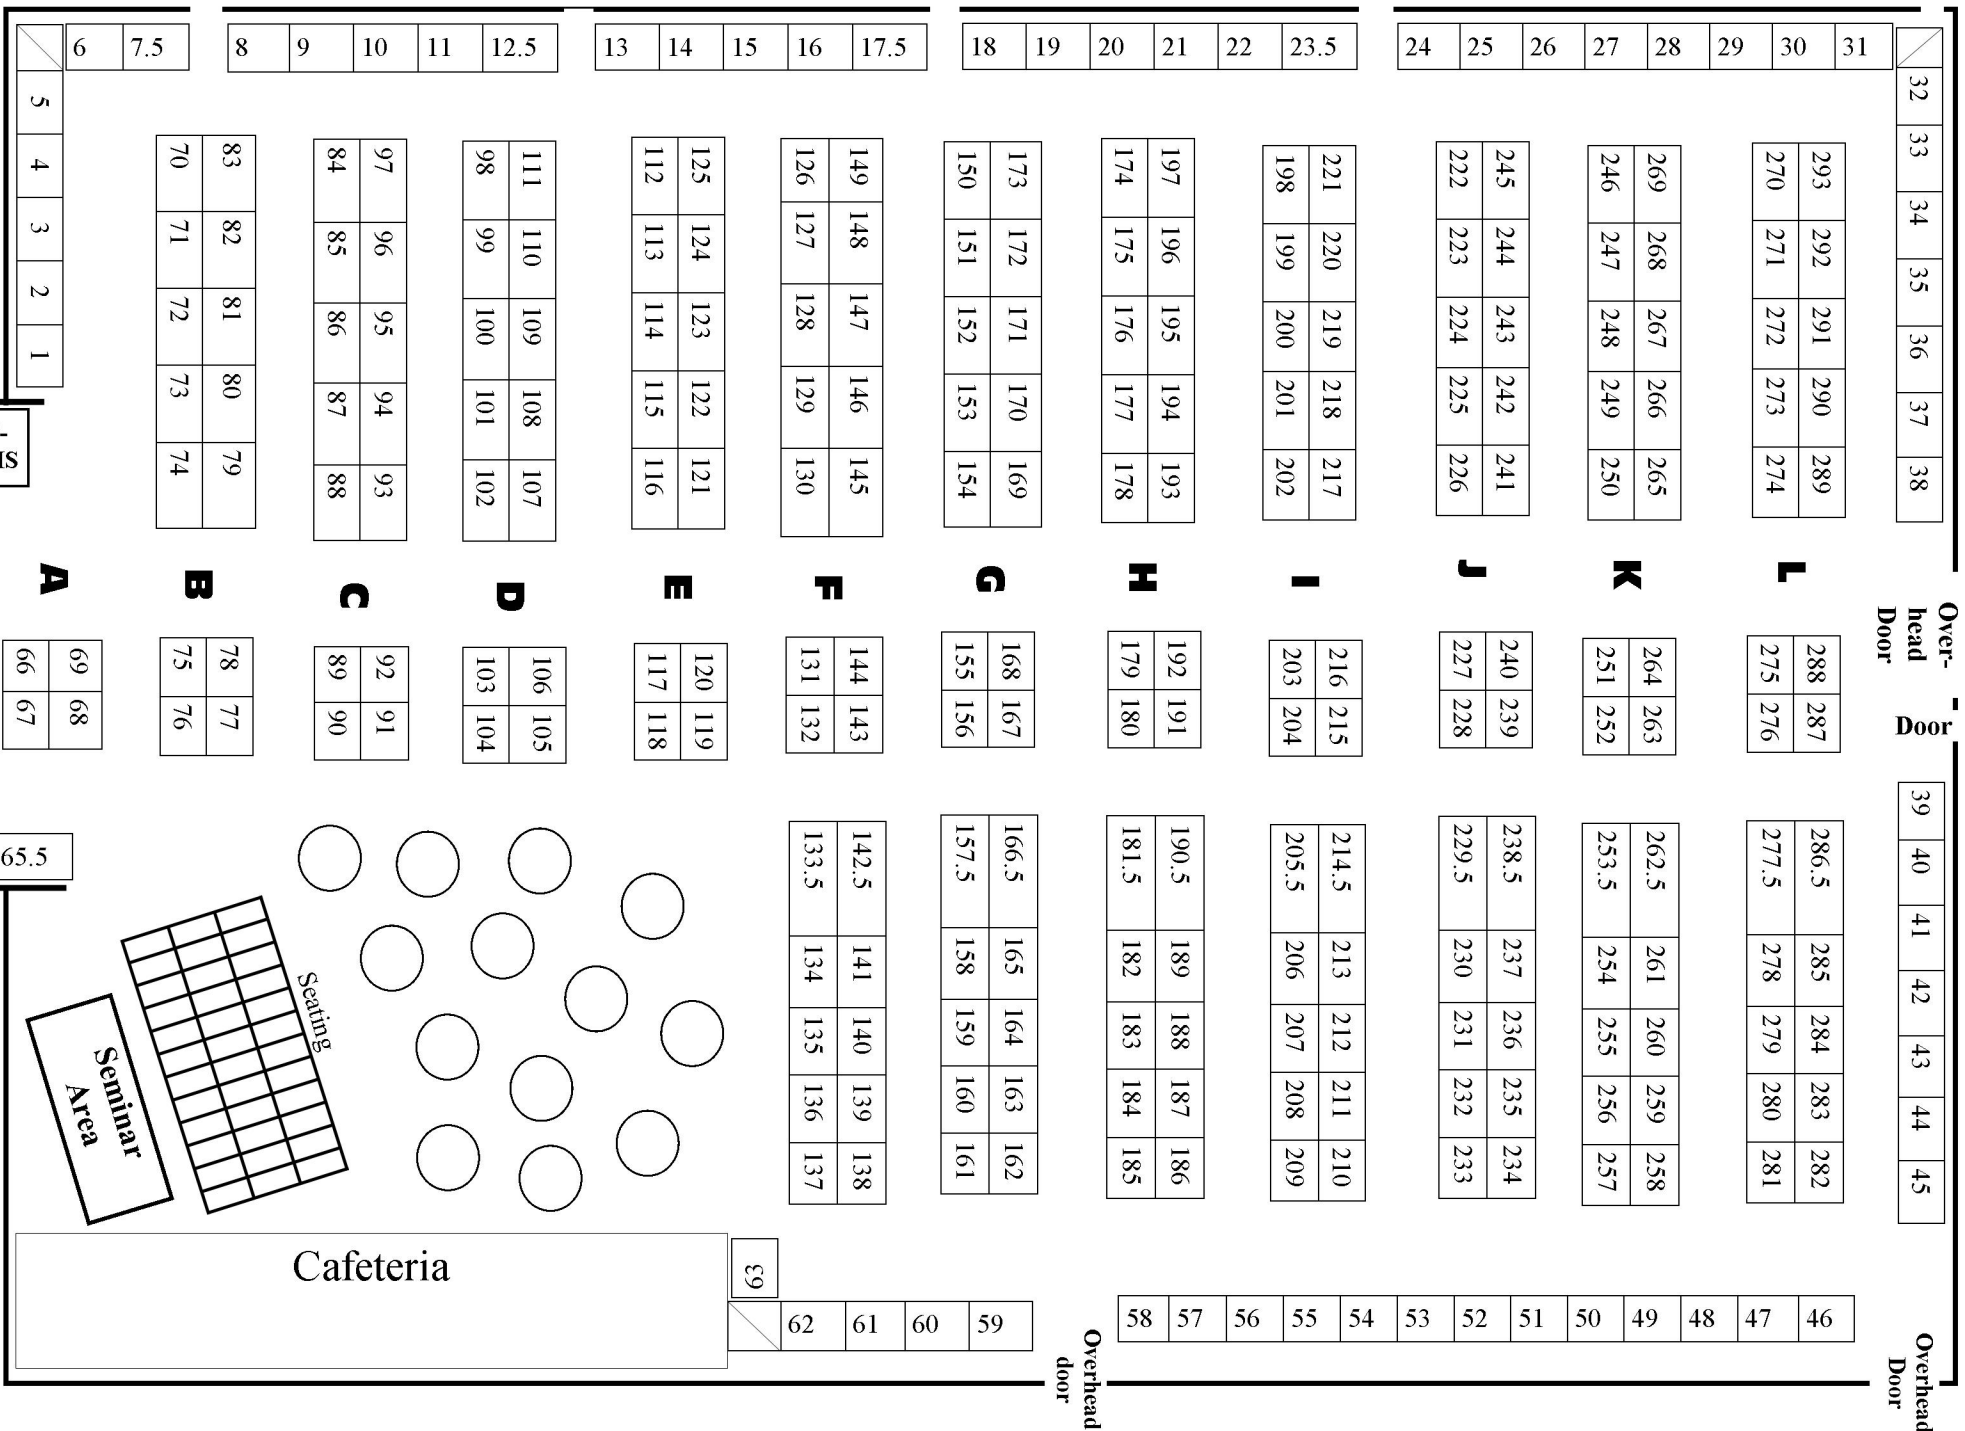 6 7.5 8 9 10 11 12.5 13 14 15 16 17.5 18 19 20 21 22 23.5 24 25 26 27 28 29 30 31
5
4
3
2
1
32
33
34
35
36
37
38
70 83 84 97 98 111 112 125 126 149 150 173 174 197 198 221 222 245 246 269 270 293
71 82 85 96 99 110 113 124 127 148 151 172 175 196 199 220 223 244 247 268 271 292
72 81 86 95 100 109 114 123 128 147 152 171 176 195 200 219 224 243 248 267 272 291
73 80 87 94 101 108 115 122 129 146 153 170 177 194 201 218 225 242 249 266 273 290
74 79 88 93 102 107 116 121 130 145 154 169 178 193 202 217 226 241 250 265 274 289
A B C D E F G H I J K L
Over-
head
Door
66 69 75 78 89 92 103 106 117 120 131 144 155 168 179 192 203 216 227 240 251 264 275 288
67 68 76 77 90 91 104 105 118 119 132 143 156 167 180 191 204 215 228 239 252 263 276 287
Door
65.5
133.5 142.5 157.5 166.5 181.5 190.5 205.5 214.5 229.5 238.5 253.5 262.5 277.5 286.5
134 141 158 165 182 189 206 213 230 237 254 261 278 285
135 140 159 164 183 188 207 212 231 236 255 260 279 284
136 139 160 163 184 187 208 211 232 235 256 259 280 283
137 138 161 162 185 186 209 210 233 234 257 258 281 282
39
40
41
42
43
44
45
Seating
Seminar
Area
Cafeteria
63
62 61 60 59
58 57 56 55 54 53 52 51 50 49 48 47 46
Overhead
door
Overhead
Door